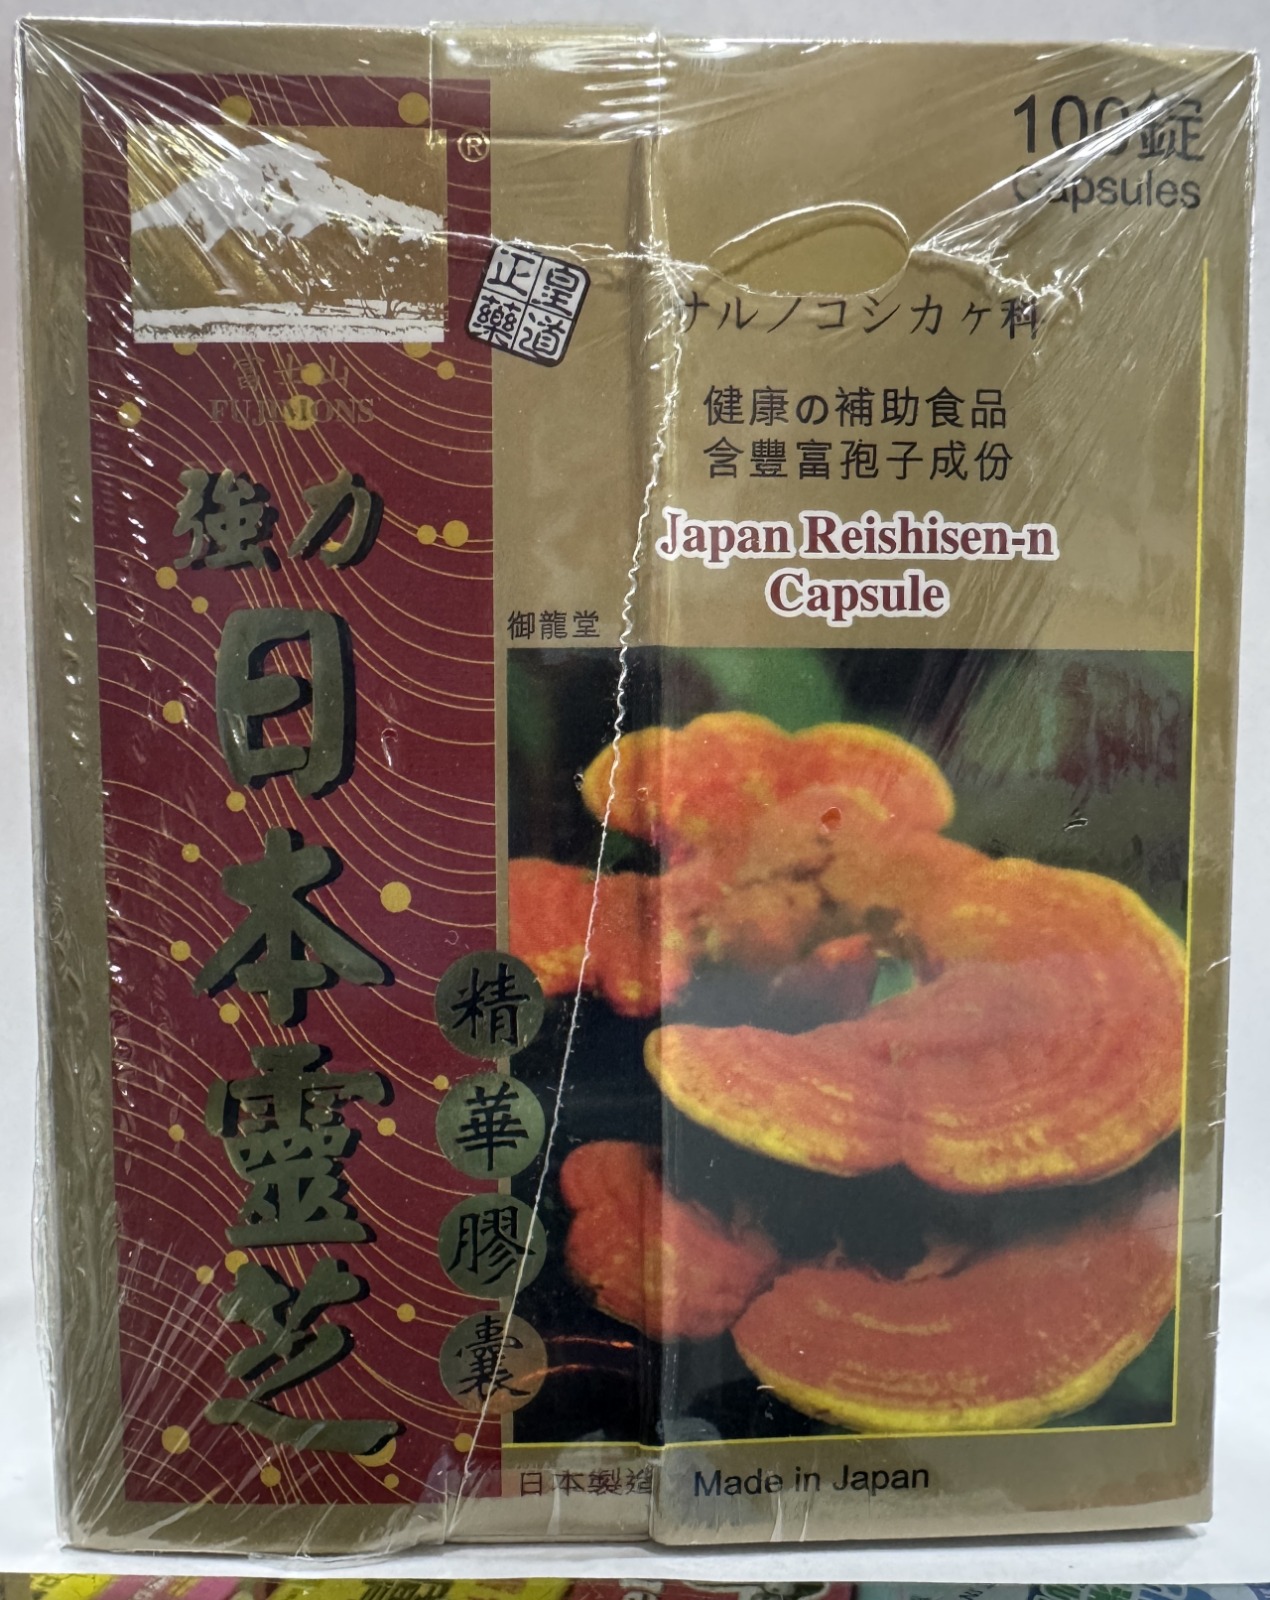 100錠
Capsules
®
正皇
藥道
サルノコシカケ科
富士山
FUJIMONS
健康の補助食品
含豐富孢子成份
強力
日本靈芝
Japan Reishisen-n
Capsule
御龍堂
精華膠囊
日本製造 Made in Japan